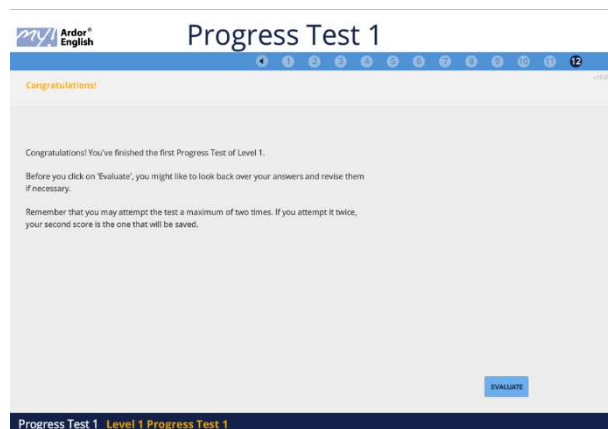 my! Ardor®
English
Progress Test 1
1 2 3 4 5 6 7 8 9 10 11 12
Congratulations!
Congratulations! You've finished the first Progress Test of Level 1.
Before you click on 'Evaluate', you might like to look back over your answers and revise them
if necessary.
Remember that you may attempt the test a maximum of two times. If you attempt it twice,
your second score is the one that will be saved.
EVALUATE
Progress Test 1 Level 1 Progress Test 1